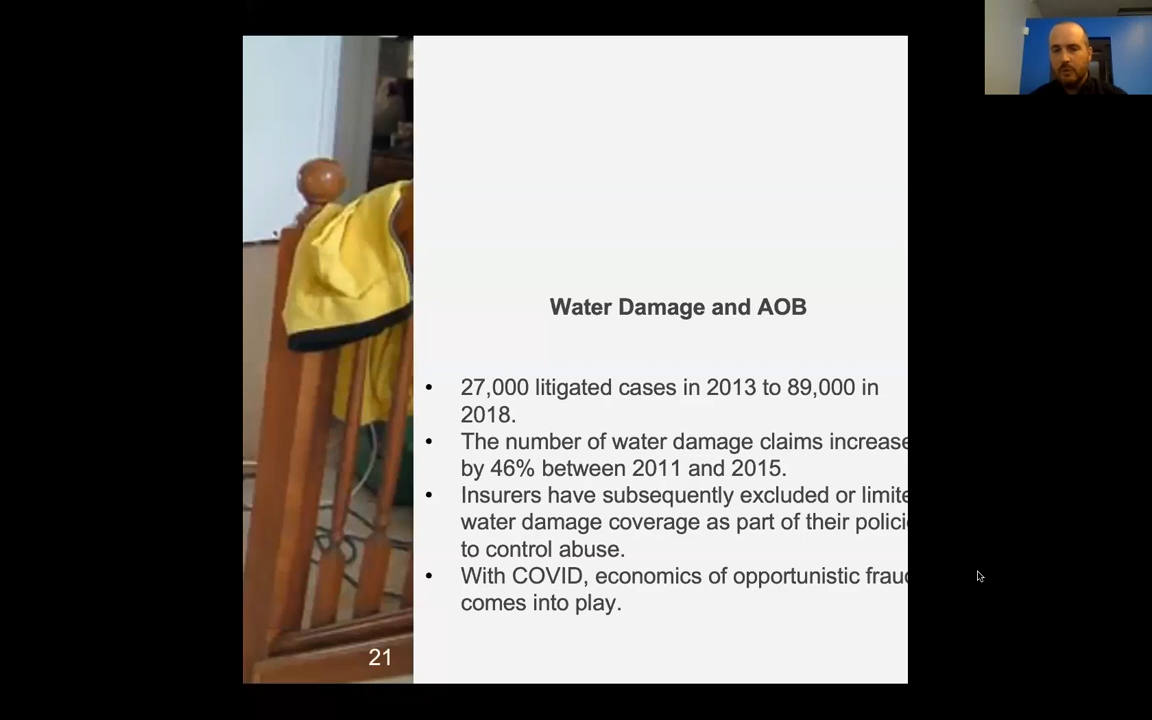 Water Damage and AOB
• 27,000 litigated cases in 2013 to 89,000 in
2018.
• The number of water damage claims increase
by 46% between 2011 and 2015.
• Insurers have subsequently excluded or limite
water damage coverage as part of their polici
to control abuse.
• With COVID, economics of opportunistic frau
comes into play.
21